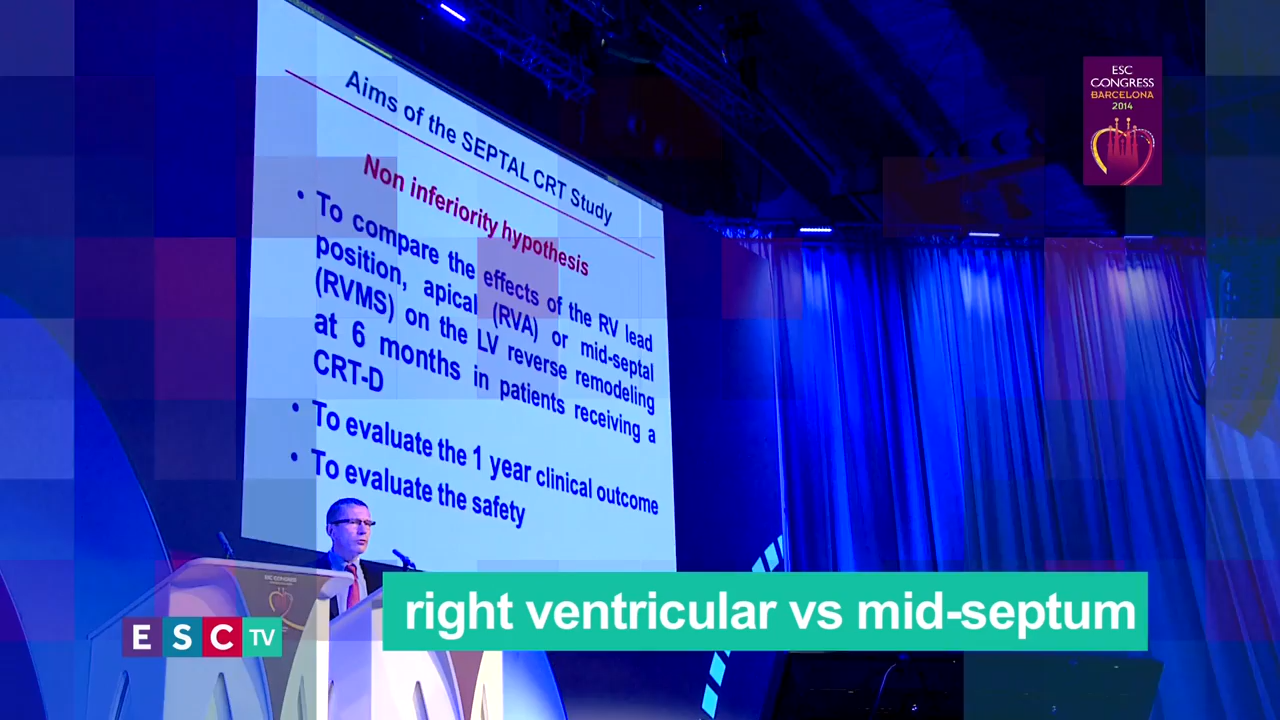 Aims of the SEPTAL CRT Study
Non inferiority hypothesis
• To compare the effects of the RV lead
position, apical (RVA) or mid-septal
(RVMS) on the LV reverse remodeling
at 6 months in patients receiving a
CRT-D
• To evaluate the 1 year clinical outcome
• To evaluate the safety
ESC
CONGRESS
BARCELONA
2014
ESC CONGRESS
right ventricular vs mid-septum
ESC TV